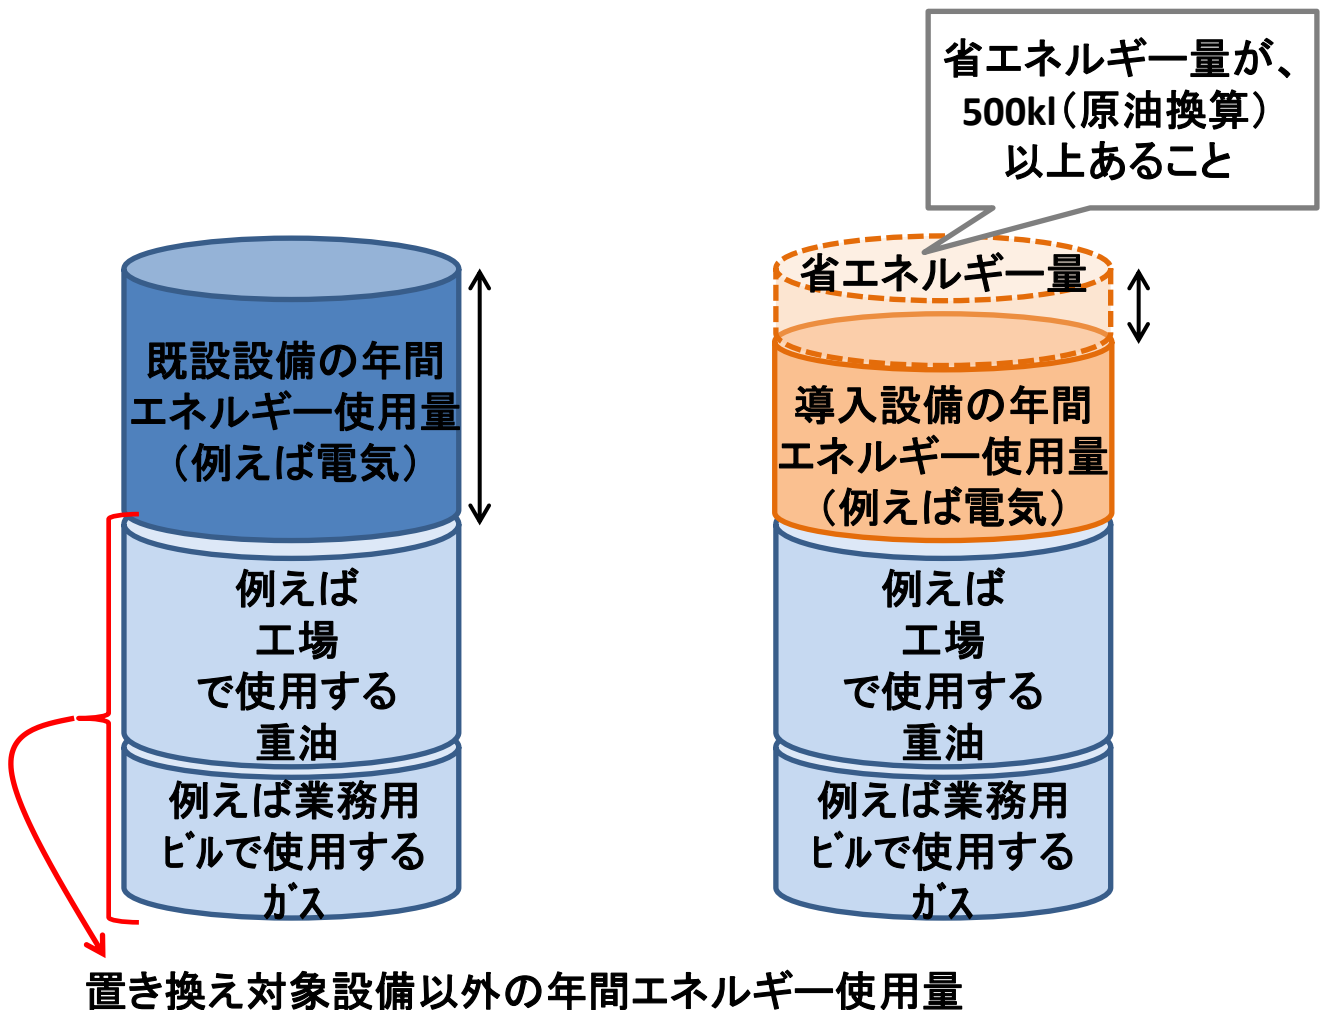 省エネルギー量が、
500kl（原油換算）
以上あること
省エネルギー量
既設設備の年間
エネルギー使用量
（例えば電気）
導入設備の年間
エネルギー使用量
（例えば電気）
例えば
工場
で使用する
重油
例えば
工場
で使用する
重油
例えば業務用
ﾋﾞﾙで使用する
ｶﾞｽ
例えば業務用
ﾋﾞﾙで使用する
ｶﾞｽ
置き換え対象設備以外の年間エネルギー使用量